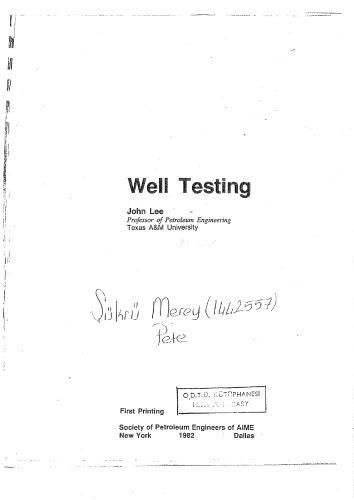 Well Testing
John Lee
Professor of Petroleum Engineering
Texas A&M University
Şükrü Merey (1442557)
Pete
O.D.T.Ü. KÜTÜPHANESİ
First Printing
Society of Petroleum Engineers of AIME
New York 1982 Dallas